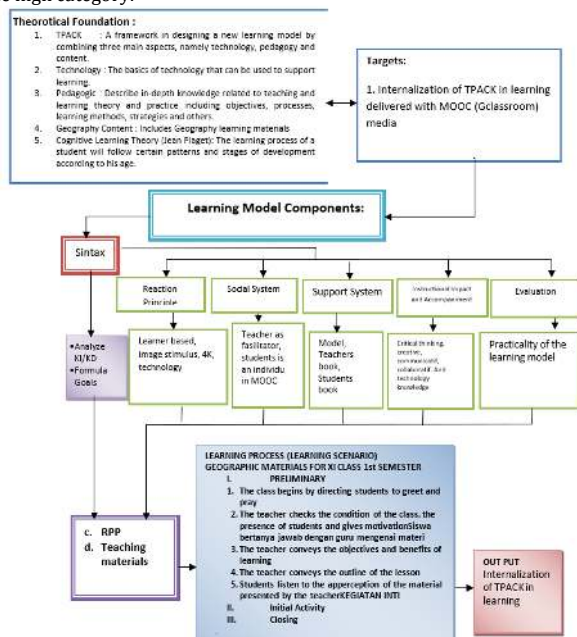 high category.
Theorotical Foundation :
1. TPACK : A framework in designing a new learning model by
combining three main aspects, namely technology, pedagogy and
content.
2. Technology : The basics of technology that can be used to support
learning.
3. Pedagogic : Describe in-depth knowledge related to teaching and
learning theory and practice including objectives, processes,
learning methods, strategies and others.
4. Geography Content : Includes Geography learning materials
5. Cognitive Learning Theory (Jean Piaget): The learning process of a
student will follow certain patterns and stages of development
according to his age.
Targets:
1. Internalization of TPACK in learning
delivered with MOOC (Gclassroom)
media
Learning Model Components:
Sintax
Reaction
Principle
Social System
Support System
Instructional Impact
and Accompaniment
Evaluation
•Analyze
KI/KD
•Formula
Goals
Learner based,
image stimulus, 4K,
technology
Teacher as
fasilitator,
students is
an individu
in MOOC
Model,
Teachers
book,
Students
book
Critical thinking,
creative,
communicatif,
collaboratif. And
technology
knowledge
Practicality of the
learning model
LEARNING PROCESS (LEARNING SCENARIO)
GEOGRAPHIC MATERIALS FOR XI CLASS 1st SEMESTER
I. PRELIMINARY
1. The class begins by directing students to greet and
pray
2. The teacher checks the condition of the class, the
presence of students and gives motivationSiswa
bertanya jawab dengan guru mengenai materi
3. The teacher conveys the objectives and benefits of
learning
4. The teacher conveys the outline of the lesson
5. Students listen to the apperception of the material
presented by the teacherKEGIATAN INTI
II. Initial Activity
III. Closing
c. RPP
d. Teaching
materials
OUT PUT
Internalization
of TPACK in
learning